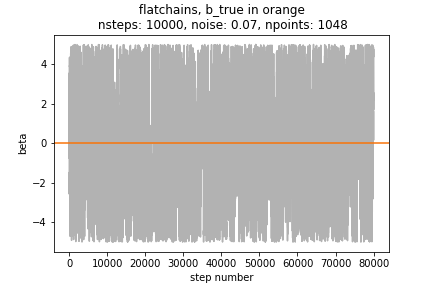 flatchains, b_true in orange
nsteps: 10000, noise: 0.07, npoints: 1048
4
2
0
−2
−4
beta
0 10000 20000 30000 40000 50000 60000 70000 80000
step number